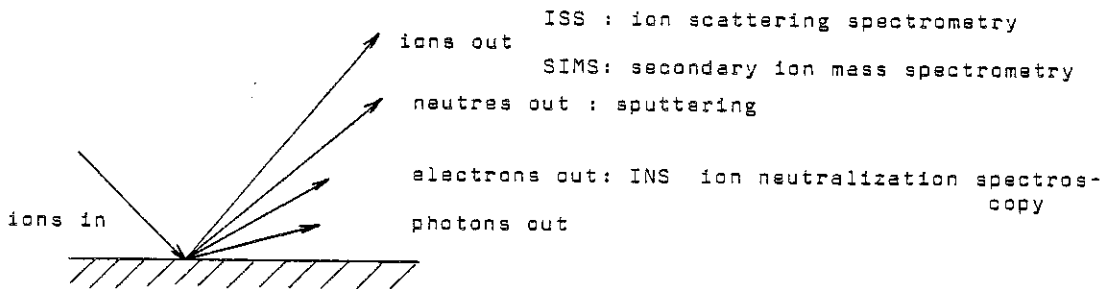 ISS : ion scattering spectrometry
ions out
SIMS: secondary ion mass spectrometry
neutres out : sputtering
electrons out: INS ion neutralization spectros-
copy
ions in
photons out